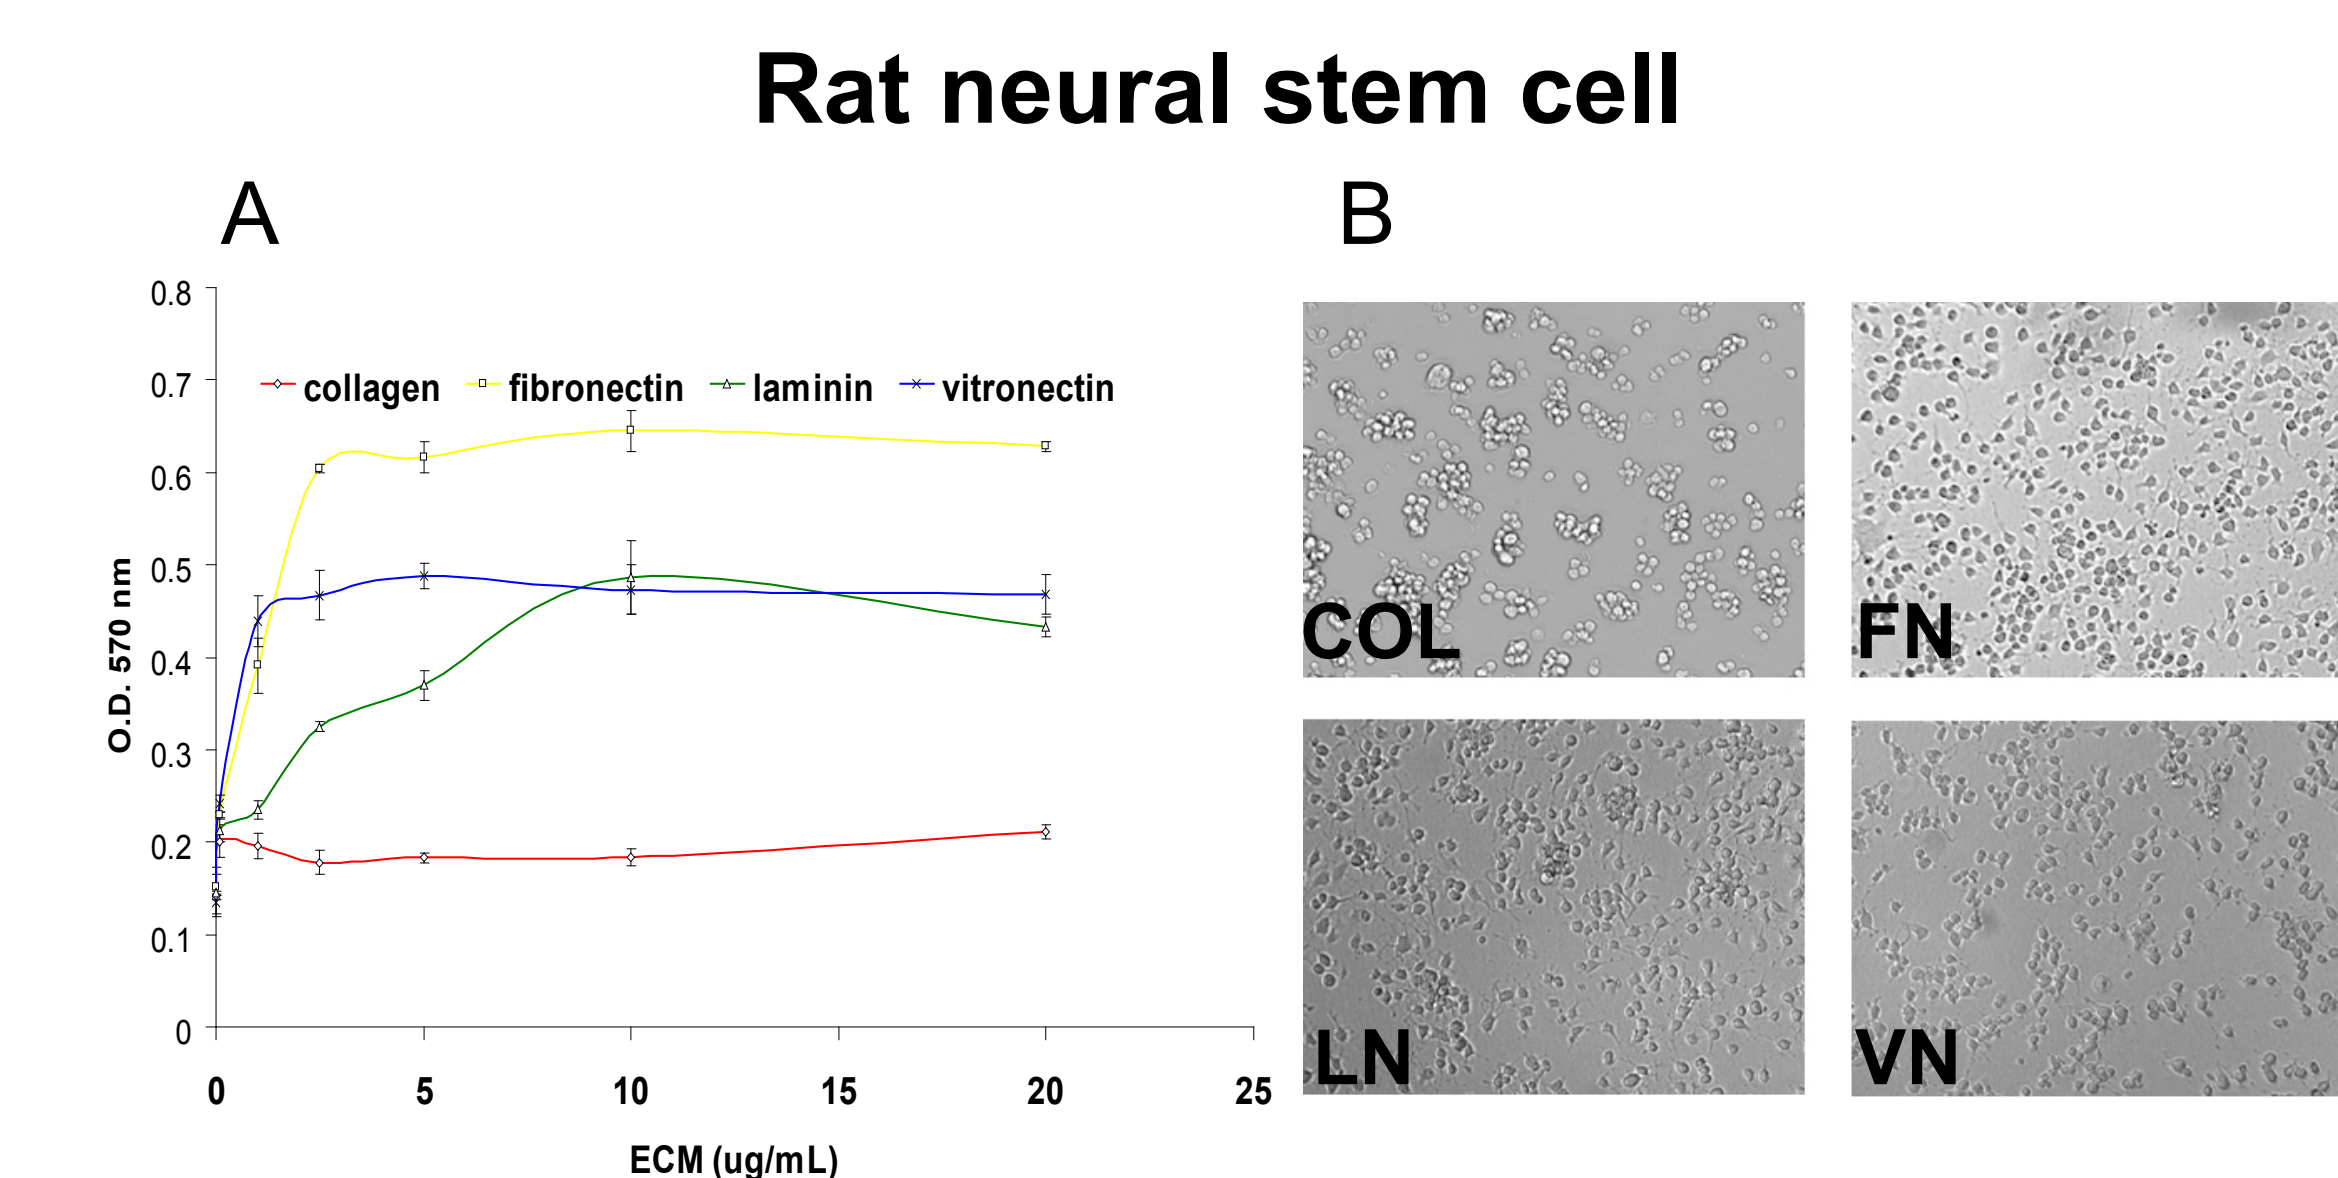 Rat neural stem cell
A
B
0.8
0.7
0.6
0.5
0.4
0.3
0.2
0.1
0
collagen fibronectin laminin vitronectin
O.D. 570 nm
0 5 10 15 20 25
ECM (ug/mL)
COL
FN
LN
VN